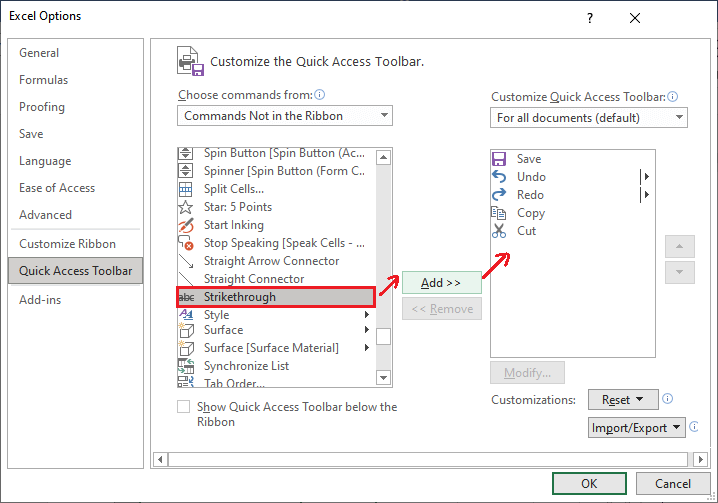 Excel Options
?
General
Formulas
Proofing
Save
Language
Ease of Access
Advanced
Customize Ribbon
Quick Access Toolbar
Add-ins
Customize the Quick Access Toolbar.
Choose commands from:
Commands Not in the Ribbon
Spin Button [Spin Button (Ac...
Spinner [Spin Button (Form C...
Split Cells...
Star: 5 Points
Start Inking
Stop Speaking [Speak Cells - ...
Straight Arrow Connector
Straight Connector
abc Strikethrough
Style
Surface
Surface [Surface Material]
Synchronize List
Tab Order...
Show Quick Access Toolbar below the
Ribbon
Add >>
<< Remove
Customize Quick Access Toolbar:
For all documents (default)
Save
Undo
Redo
Copy
Cut
Modify...
Customizations:
Reset
Import/Export
OK
Cancel